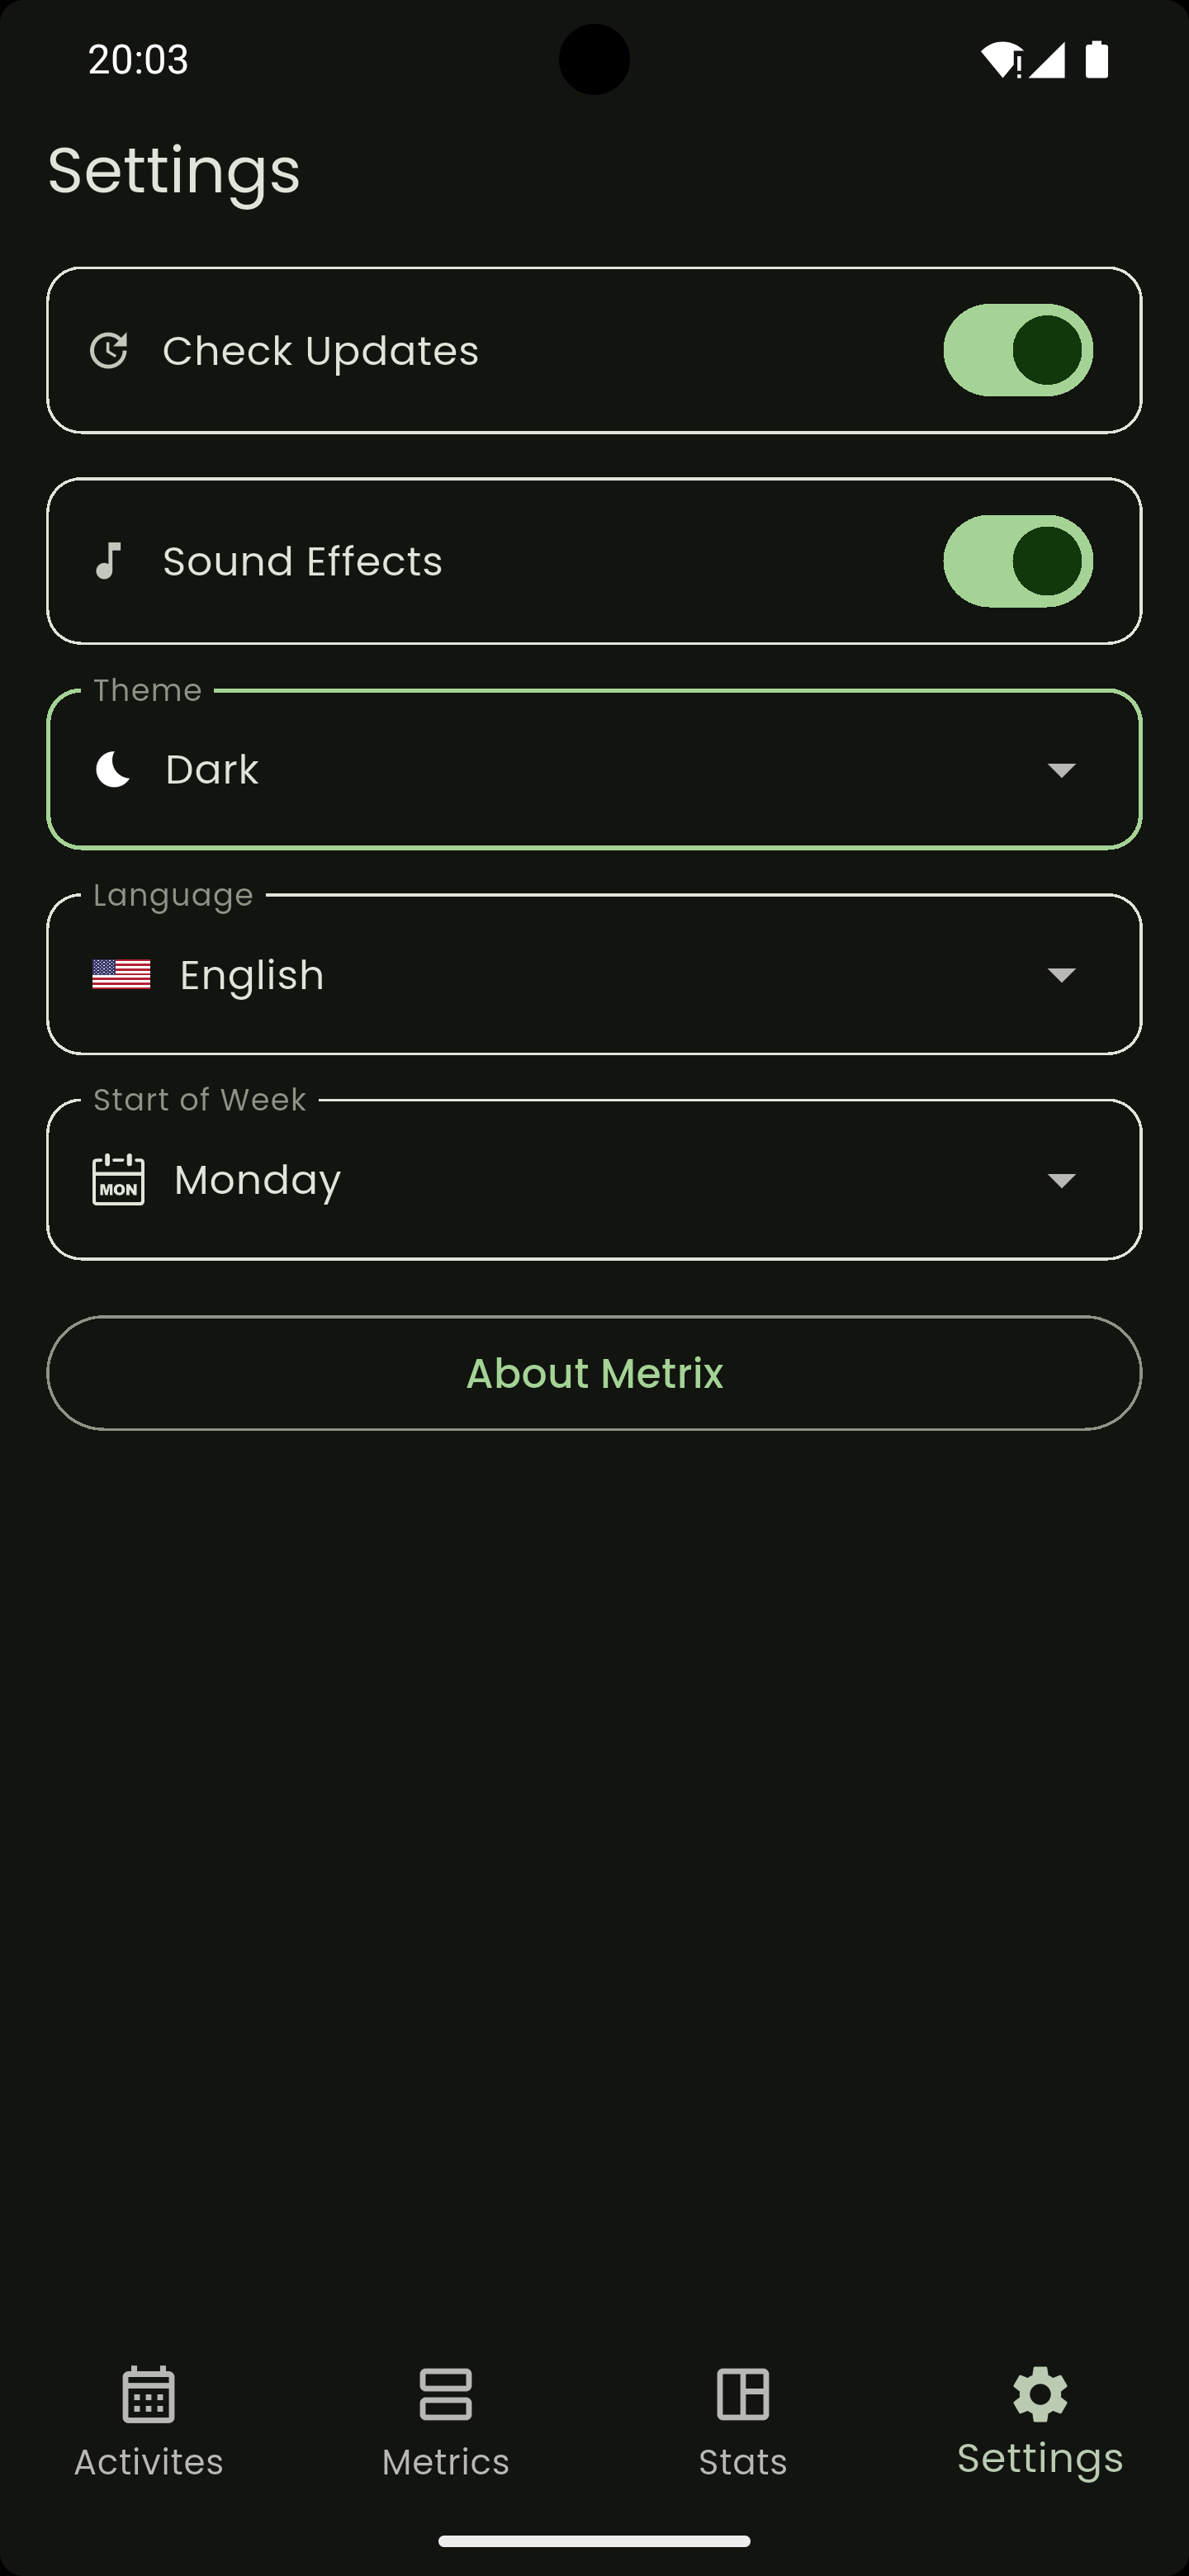 20:03
Settings
Check Updates
Sound Effects
Theme
Dark
Language
English
Start of Week
MON
Monday
About Metrix
Activites
Metrics
Stats
Settings